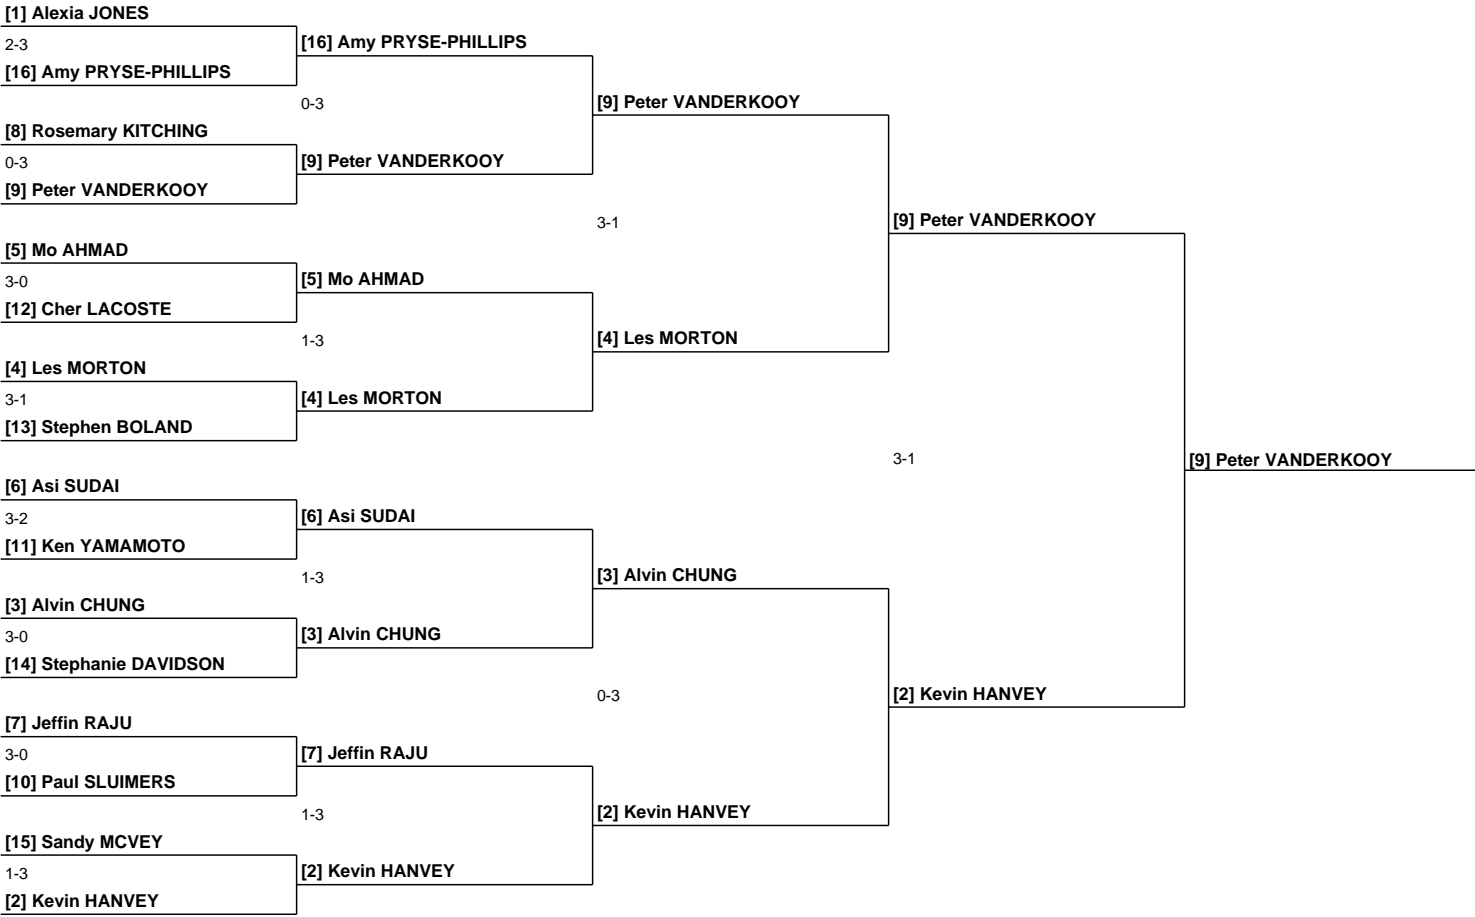 [1] Alexia JONES
2-3
[16] Amy PRYSE-PHILLIPS
[8] Rosemary KITCHING
0-3
[9] Peter VANDERKOOY
[5] Mo AHMAD
3-0
[12] Cher LACOSTE
[4] Les MORTON
3-1
[13] Stephen BOLAND
[6] Asi SUDAI
3-2
[11] Ken YAMAMOTO
[3] Alvin CHUNG
3-0
[14] Stephanie DAVIDSON
[7] Jeffin RAJU
3-0
[10] Paul SLUIMERS
[15] Sandy MCVEY
1-3
[2] Kevin HANVEY
[16] Amy PRYSE-PHILLIPS
0-3
[9] Peter VANDERKOOY
[5] Mo AHMAD
1-3
[4] Les MORTON
[6] Asi SUDAI
1-3
[3] Alvin CHUNG
[7] Jeffin RAJU
1-3
[2] Kevin HANVEY
[9] Peter VANDERKOOY
3-1
[4] Les MORTON
[3] Alvin CHUNG
0-3
[2] Kevin HANVEY
[9] Peter VANDERKOOY
3-1
[2] Kevin HANVEY
[9] Peter VANDERKOOY